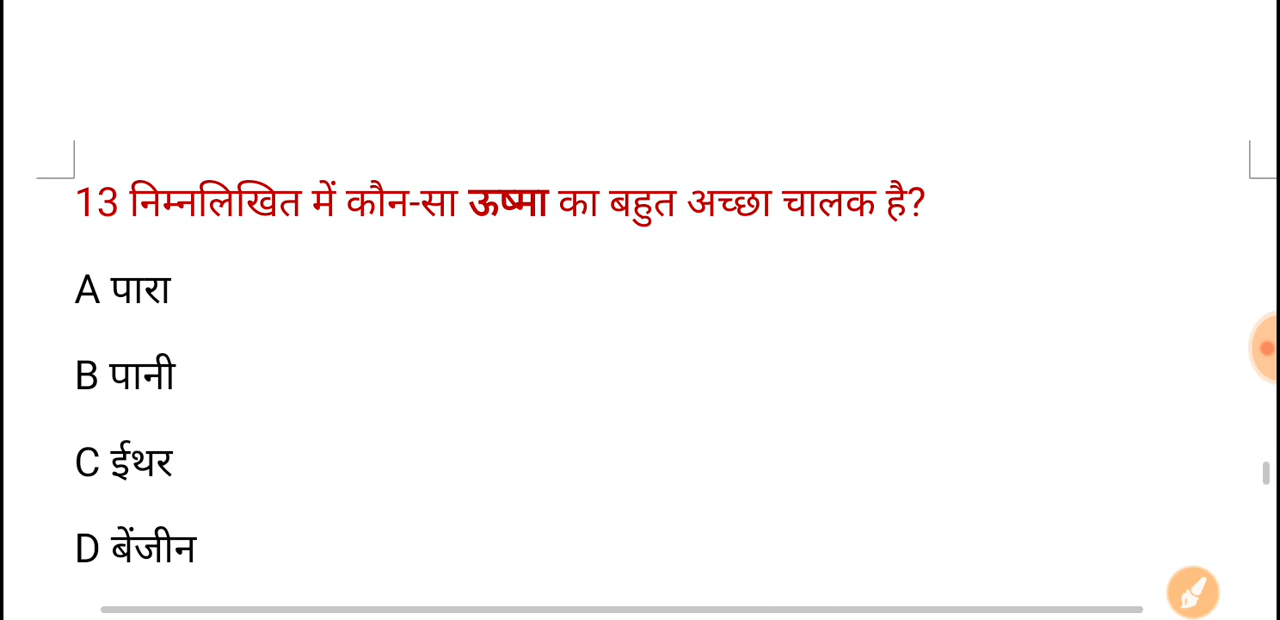 13 निम्नलिखित में कौन-सा ऊष्मा का बहुत अच्छा चालक है?
A पारा
B पानी
C ईथर
D बेंजीन